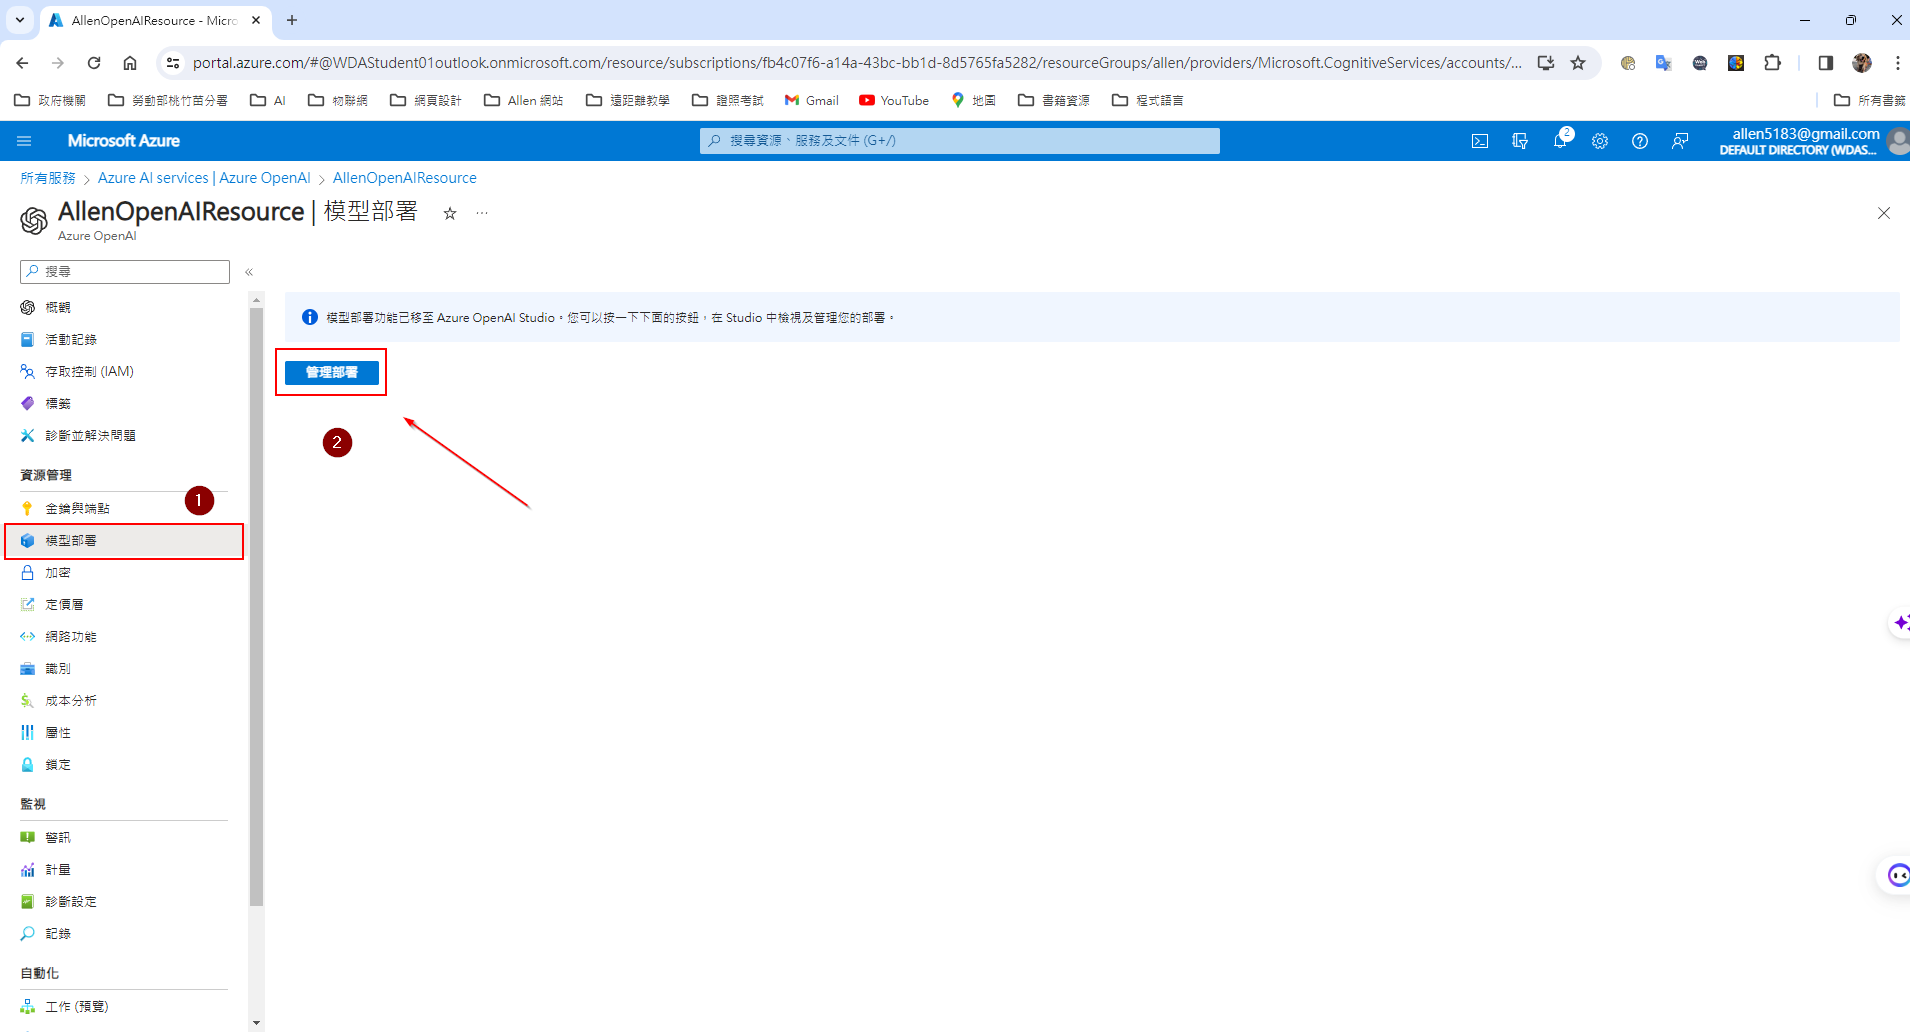 AllenOpenAIResource - Micro
portal.azure.com/#@WDAStudent01outlook.onmicrosoft.com/resource/subscriptions/fb4c07f6-a14a-43bc-bb1d-8d5765fa5282/resourceGroups/allen/providers/Microsoft.CognitiveServices/accounts/...
政府機關 勞動部桃竹苗分署 AI 物聯網 網頁設計 Allen 網站 遠距離教學 證照考試 Gmail YouTube 地圖 書籍資源 程式語言 所有書籤
Microsoft Azure 搜尋資源、服務及文件 (G+/) 2 allen5183@gmail.com
DEFAULT DIRECTORY (WDAS...
所有服務 > Azure AI services | Azure OpenAI > AllenOpenAIResource
AllenOpenAIResource | 模型部署 ...
Azure OpenAI
搜尋 «
概觀
模型部署功能已移至 Azure OpenAI Studio。您可以按一下下面的按鈕，在 Studio 中檢視及管理您的部署。
活動記錄
存取控制 (IAM)
管理部署
標籤
診斷並解決問題
2
資源管理
1
金鑰與端點
模型部署
加密
定價層
網路功能
識別
成本分析
屬性
鎖定
監視
警訊
計量
診斷設定
記錄
自動化
工作 (預覽)